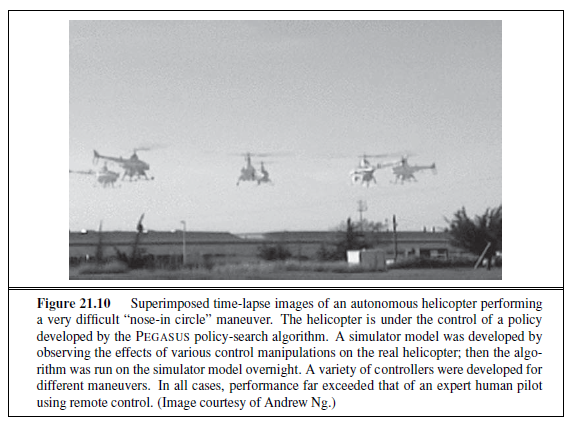 Figure 21.10 Superimposed time-lapse images of an autonomous helicopter performing
a very difficult “nose-in circle” maneuver. The helicopter is under the control of a policy
developed by the PEGASUS policy-search algorithm. A simulator model was developed by
observing the effects of various control manipulations on the real helicopter; then the algo-
rithm was run on the simulator model overnight. A variety of controllers were developed for
different maneuvers. In all cases, performance far exceeded that of an expert human pilot
using remote control. (Image courtesy of Andrew Ng.)